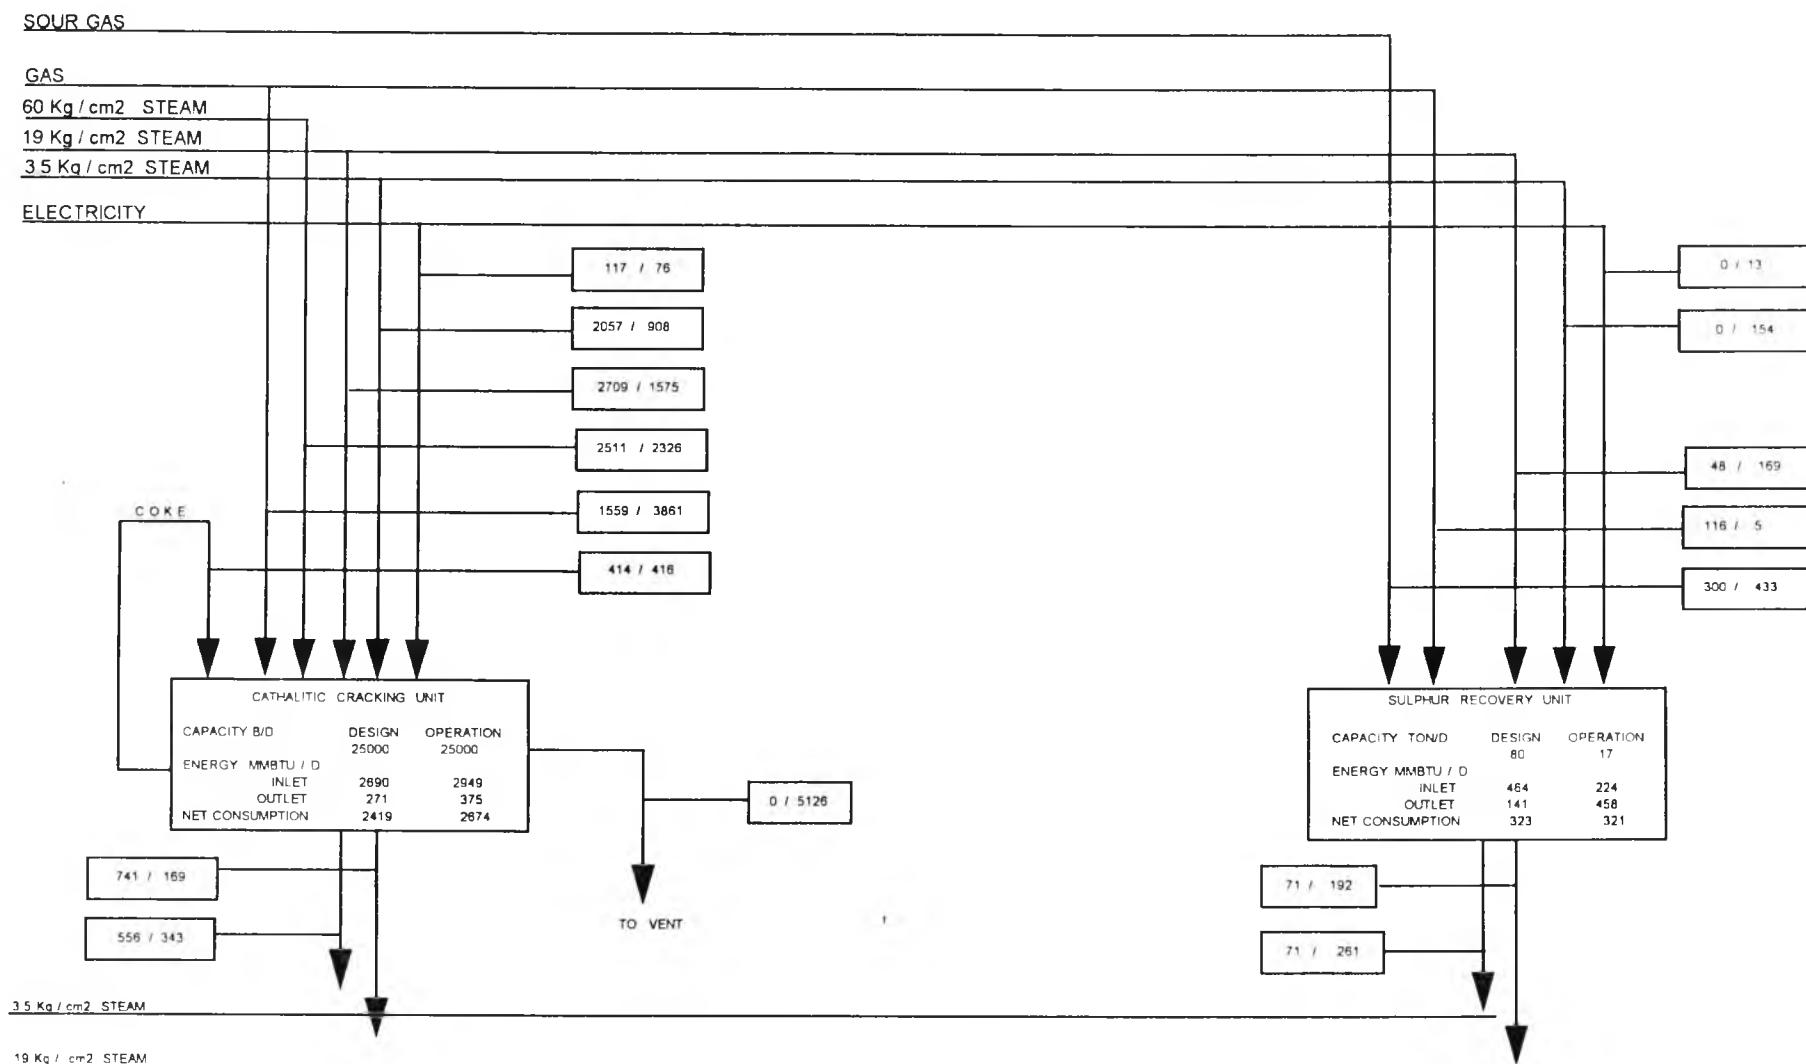 SOUR GAS
GAS
60 Kg / cm2 STEAM
19 Kg / cm2 STEAM
3 5 Kg / cm2 STEAM
ELECTRICITY
117 / 76
2057 / 908
2709 / 1575
2511 / 2326
1559 / 3861
414 / 416
COKE
0 / 13
0 / 154
48 / 169
116 / 5
300 / 433
CATHALITIC CRACKING UNIT
CAPACITY B/D DESIGN OPERATION
25000 25000
ENERGY MMBTU / D
INLET 2690 2949
OUTLET 271 375
NET CONSUMPTION 2419 2674
0 / 5126
TO VENT
741 / 169
556 / 343
SULPHUR RECOVERY UNIT
CAPACITY TON/D DESIGN OPERATION
80 17
ENERGY MMBTU / D
INLET 464 224
OUTLET 141 458
NET CONSUMPTION 323 321
71 / 192
71 / 261
3 5 Kg / cm2 STEAM
19 Kg / cm2 STEAM